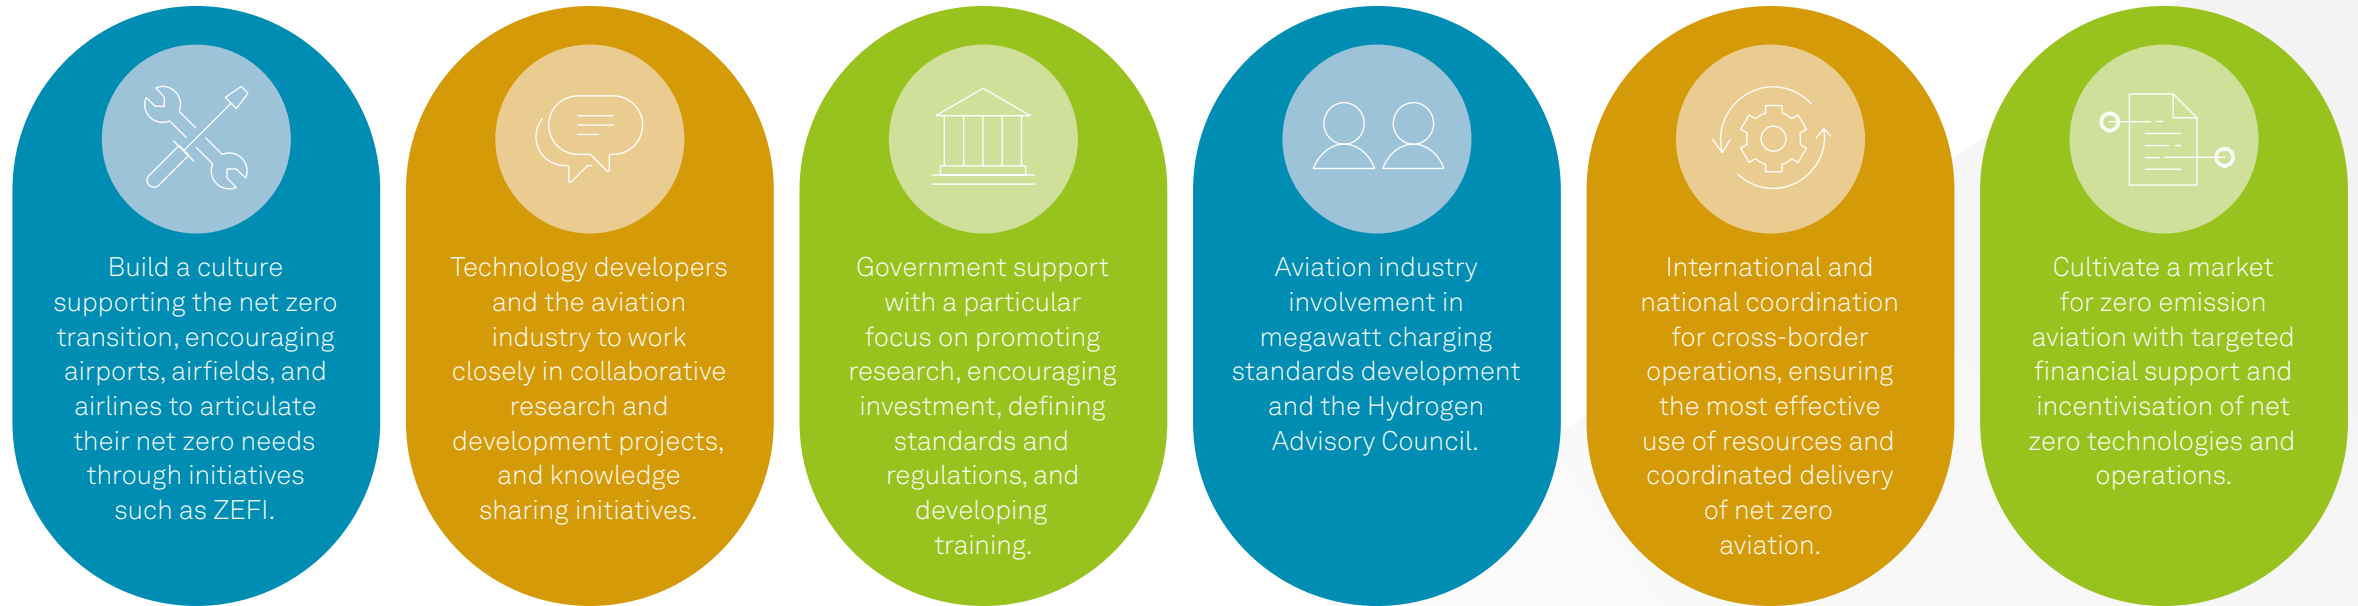 Build a culture
supporting the net zero
transition, encouraging
airports, airfields, and
airlines to articulate
their net zero needs
through initiatives
such as ZEFI.
Technology developers
and the aviation
industry to work
closely in collaborative
research and
development projects,
and knowledge
sharing initiatives.
Government support
with a particular
focus on promoting
research, encouraging
investment, defining
standards and
regulations, and
developing
training.
Aviation industry
involvement in
megawatt charging
standards development
and the Hydrogen
Advisory Council.
International and
national coordination
for cross-border
operations, ensuring
the most effective
use of resources and
coordinated delivery
of net zero
aviation.
Cultivate a market
for zero emission
aviation with targeted
financial support and
incentivisation of net
zero technologies and
operations.